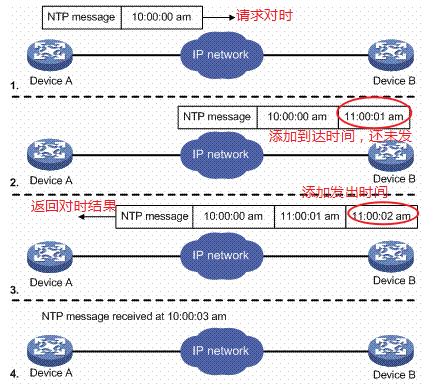 NTP message 10:00:00 am 请求对时
IP network
Device A Device B
1.
NTP message 10:00:00 am 11:00:01 am
添加到达时间，还未发
IP network
Device A Device B
2.
添加发出时间
返回对时结果 NTP message 10:00:00 am 11:00:01 am 11:00:02 am
IP network
Device A Device B
3.
NTP message received at 10:00:03 am
IP network
Device A Device B
4.